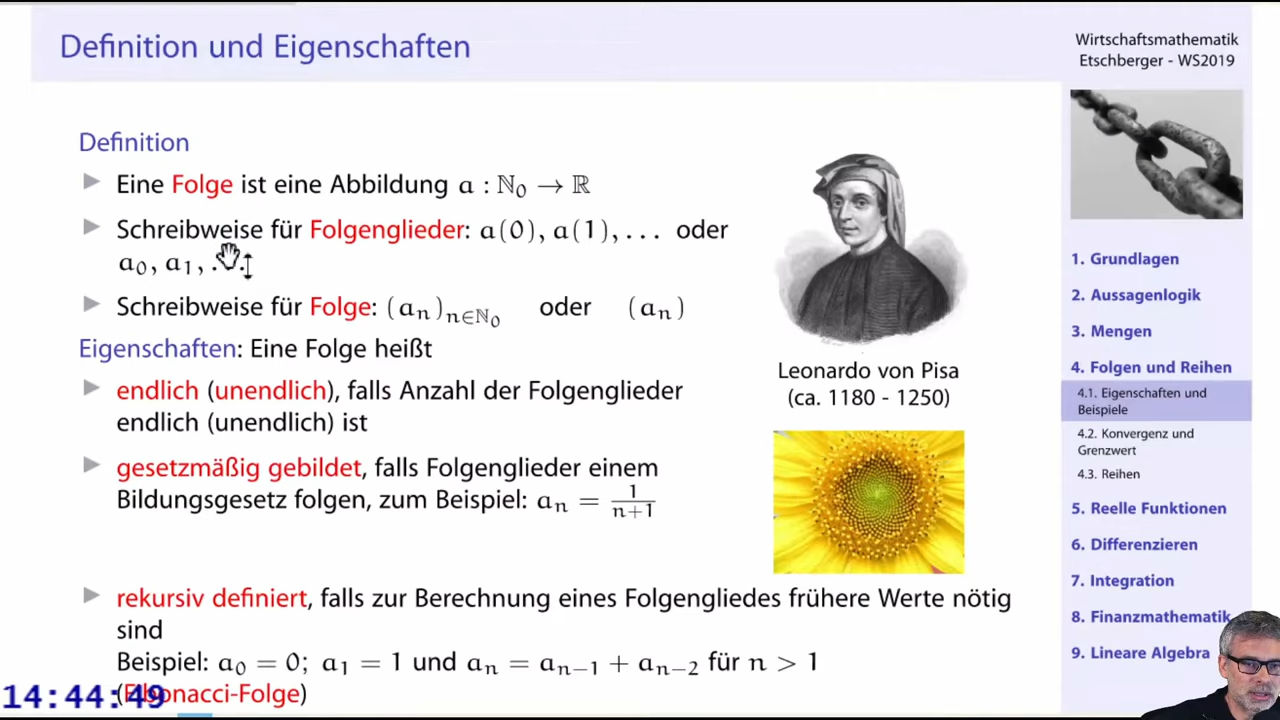 Definition und Eigenschaften
Wirtschaftsmathematik
Etschberger - WS2019
Definition
Eine Folge ist eine Abbildung a : ℕ₀ → ℝ
Schreibweise für Folgenglieder: a(0), a(1), . . . oder
a₀, a₁, . . .
Schreibweise für Folge: (aₙ)ₙ∈ℕ₀ oder (aₙ)
Eigenschaften: Eine Folge heißt
endlich (unendlich), falls Anzahl der Folgenglieder
endlich (unendlich) ist
gesetzmäßig gebildet, falls Folgenglieder einem
Bildungsgesetz folgen, zum Beispiel: aₙ = 1/(n+1)
rekursiv definiert, falls zur Berechnung eines Folgengliedes frühere Werte nötig
sind
Beispiel: a₀ = 0; a₁ = 1 und aₙ = aₙ₋₁ + aₙ₋₂ für n > 1
(Fibonacci-Folge)
14:44:49
Leonardo von Pisa
(ca. 1180 - 1250)
1. Grundlagen
2. Aussagenlogik
3. Mengen
4. Folgen und Reihen
4.1. Eigenschaften und
Beispiele
4.2. Konvergenz und
Grenzwert
4.3. Reihen
5. Reelle Funktionen
6. Differenzieren
7. Integration
8. Finanzmathematik
9. Lineare Algebra